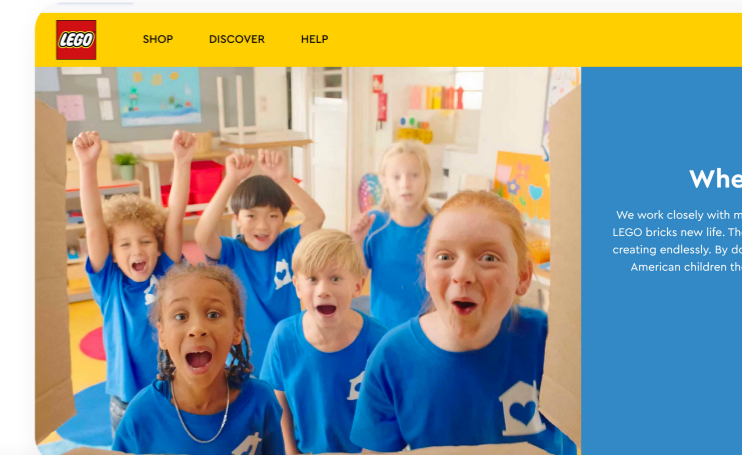 LEGO
SHOP DISCOVER HELP
Whe
We work closely with m
LEGO bricks new life. Th
creating endlessly. By do
American children th